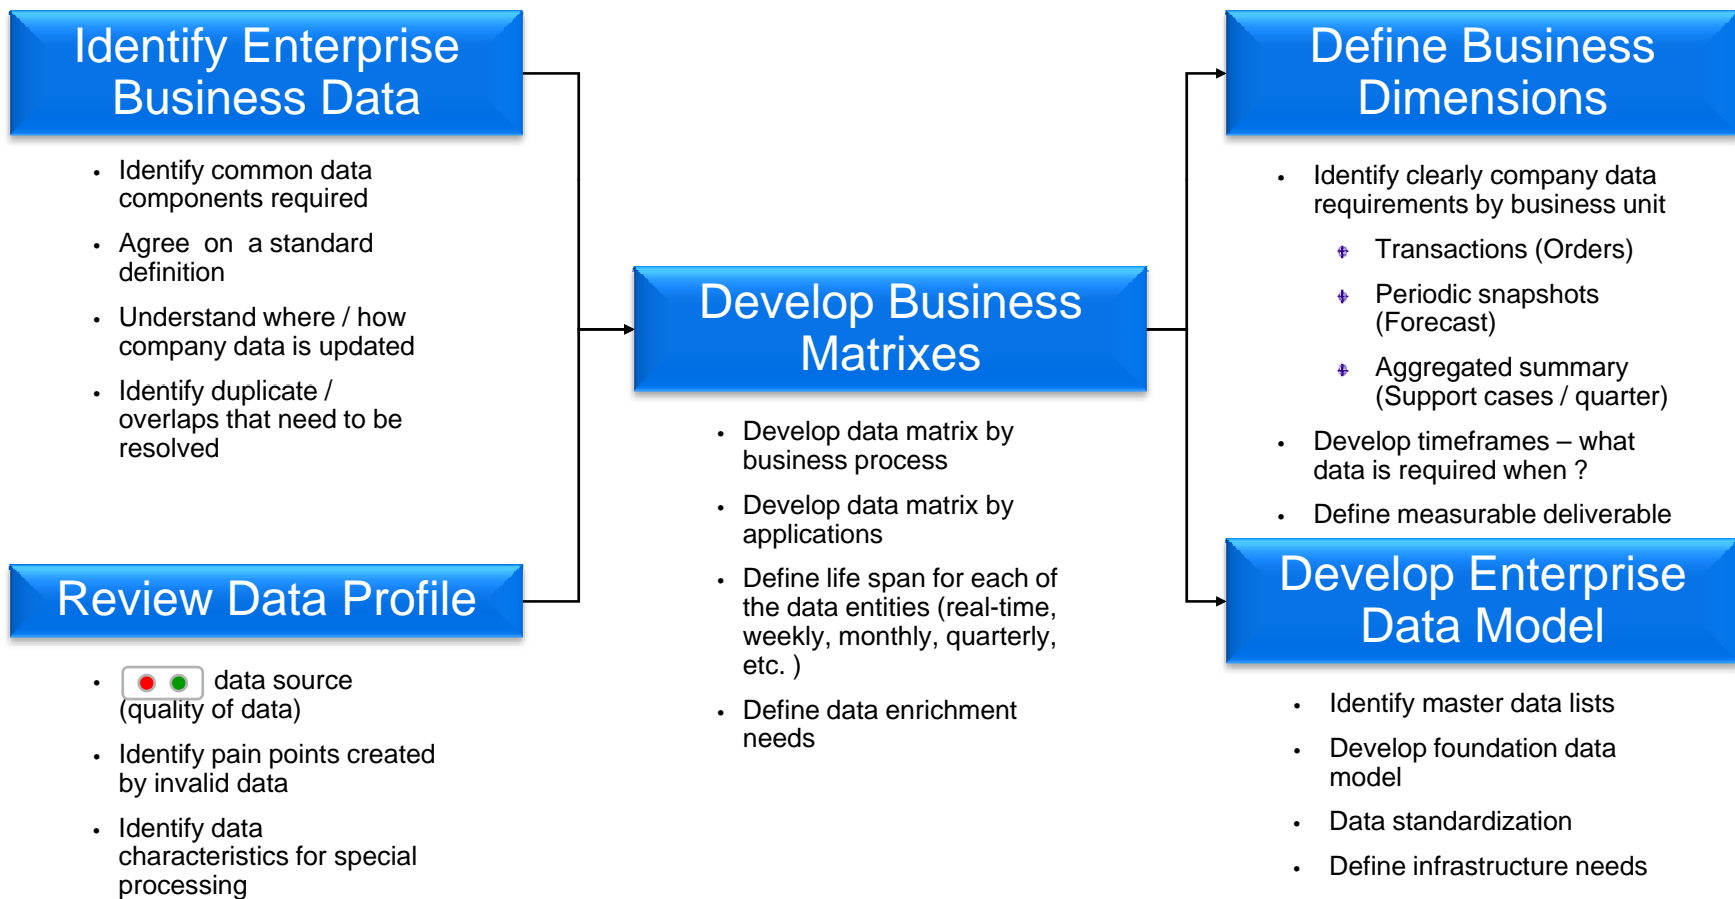 Identify Enterprise
Business Data
• Identify common data
components required
• Agree on a standard
definition
• Understand where / how
company data is updated
• Identify duplicate /
overlaps that need to be
resolved
Review Data Profile
• data source
(quality of data)
• Identify pain points created
by invalid data
• Identify data
characteristics for special
processing
Develop Business
Matrixes
• Develop data matrix by
business process
• Develop data matrix by
applications
• Define life span for each of
the data entities (real-time,
weekly, monthly, quarterly,
etc. )
• Define data enrichment
needs
Define Business
Dimensions
• Identify clearly company data
requirements by business unit
Transactions (Orders)
Periodic snapshots
(Forecast)
Aggregated summary
(Support cases / quarter)
• Develop timeframes – what
data is required when ?
• Define measurable deliverable
Develop Enterprise
Data Model
• Identify master data lists
• Develop foundation data
model
• Data standardization
• Define infrastructure needs